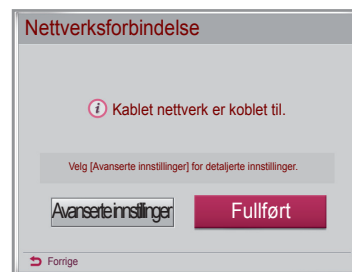 Nettverksforbindelse
Kablet nettverk er koblet til.
Velg [Avanserte innstillinger] for detaljerte innstillinger.
Avanserte innstillinger
Fullført
Forrige